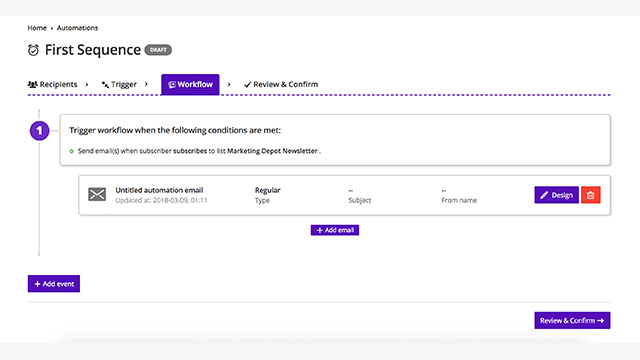 Home › Automations
First Sequence DRAFT
Recipients › Trigger › Workflow › Review & Confirm
1
Trigger workflow when the following conditions are met:
Send email(s) when subscriber subscribes to list Marketing Depot Newsletter .
Untitled automation email Regular -- --
Updated at: 2018-03-09, 01:11 Type Subject From name
Design
+ Add email
+ Add event
Review & Confirm →